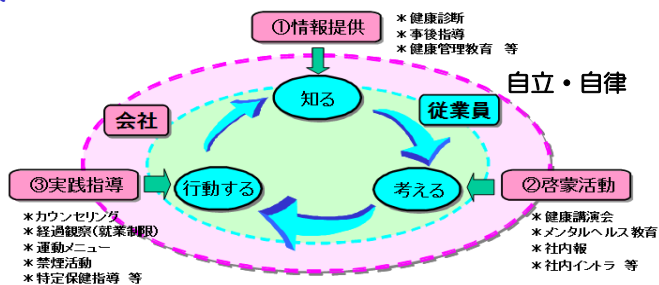 ①情報提供
＊健康診断
＊事後指導
＊健康管理教育 等
自立・自律
知る
会社
従業員
③実践指導
行動する
考える
②啓蒙活動
＊カウンセリング
＊経過観察(就業制限)
＊運動メニュー
＊禁煙活動
＊特定保健指導 等
＊健康講演会
＊メンタルヘルス教育
＊社内報
＊社内イントラ 等